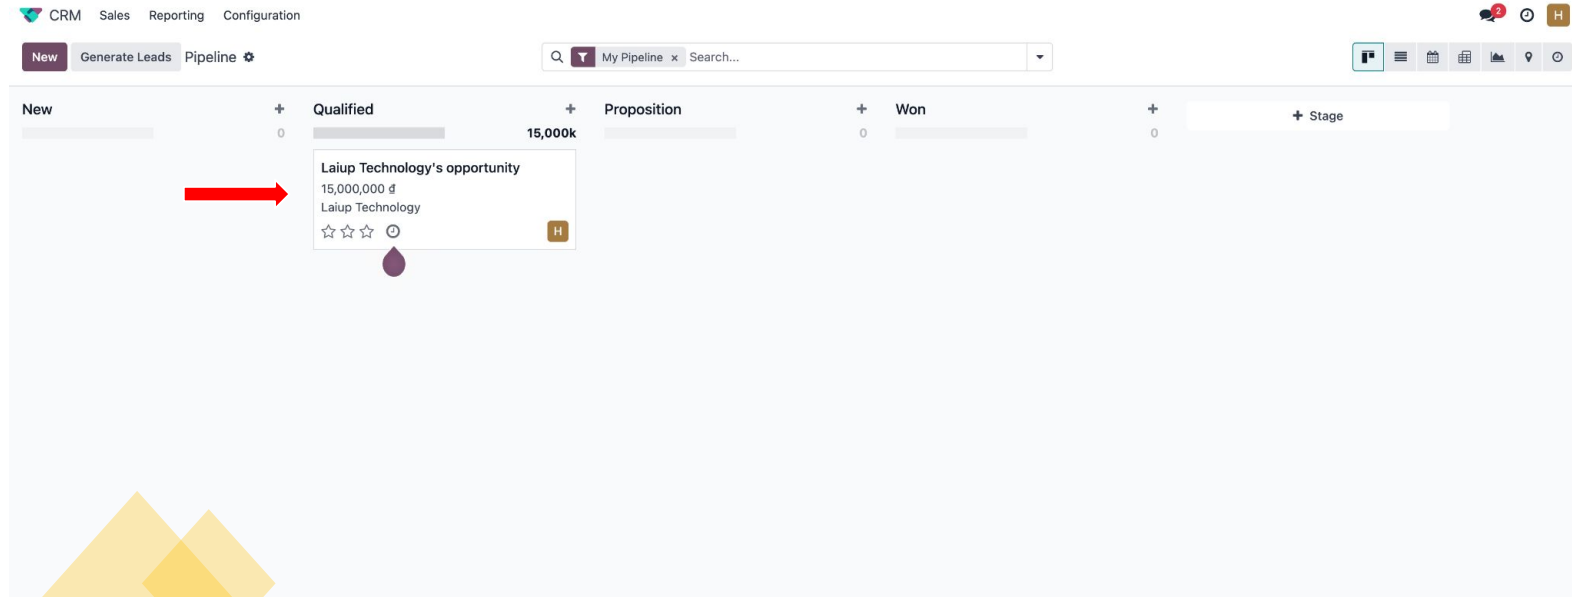 CRM Sales Reporting Configuration 2 H
New Generate Leads Pipeline My Pipeline x Search...
New + Qualified + Proposition + Won + + Stage
0 15,000k 0 0
Laiup Technology's opportunity
15,000,000 ₫
Laiup Technology
H